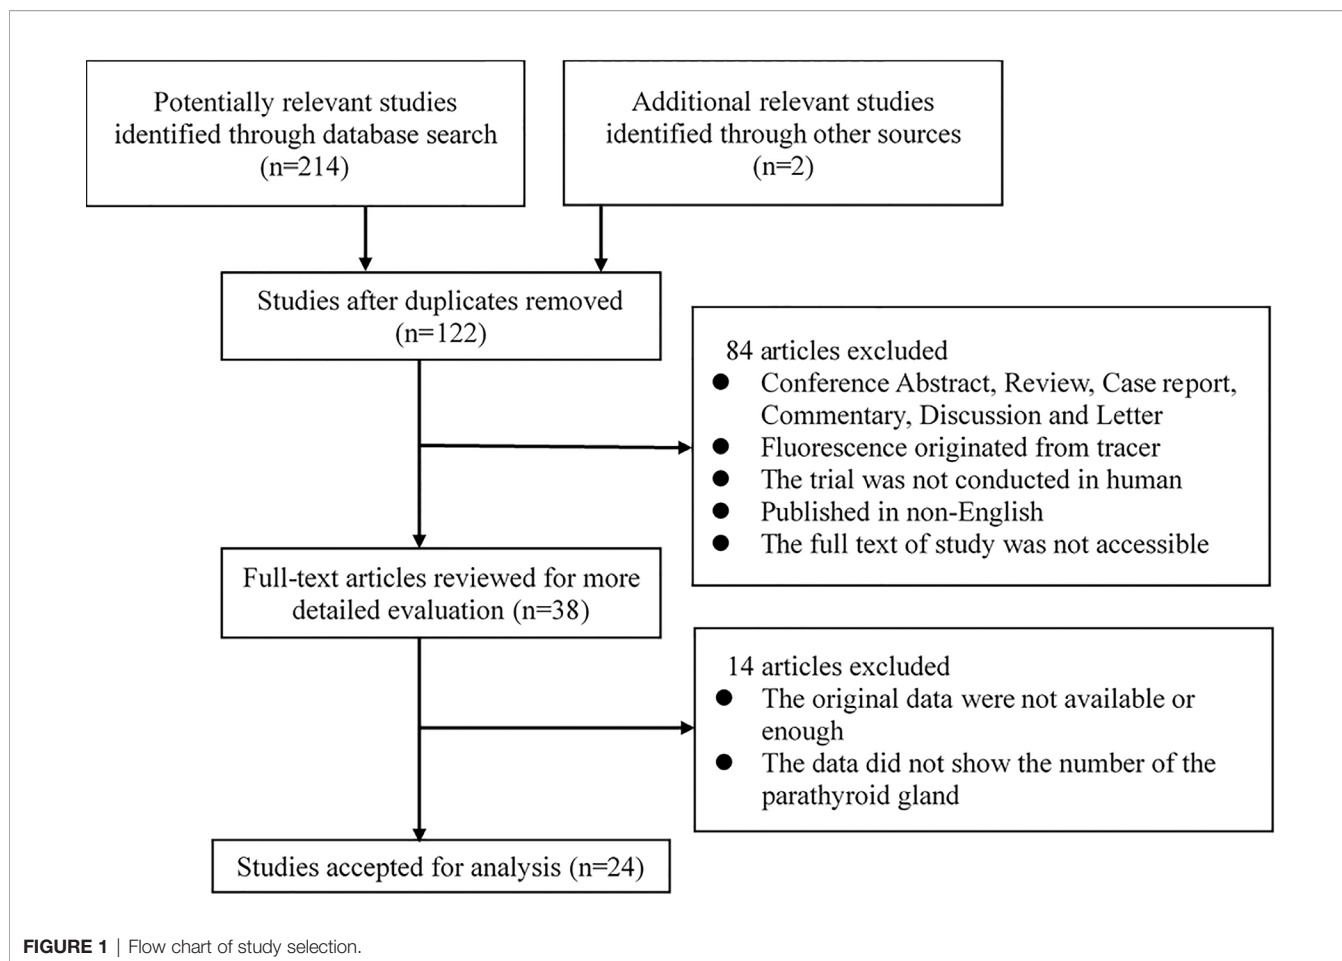 Potentially relevant studies
identified through database search
(n=214)
Additional relevant studies
identified through other sources
(n=2)
Studies after duplicates removed
(n=122)
84 articles excluded
● Conference Abstract, Review, Case report,
Commentary, Discussion and Letter
● Fluorescence originated from tracer
● The trial was not conducted in human
● Published in non-English
● The full text of study was not accessible
Full-text articles reviewed for more
detailed evaluation (n=38)
14 articles excluded
● The original data were not available or
enough
● The data did not show the number of the
parathyroid gland
Studies accepted for analysis (n=24)
FIGURE 1 | Flow chart of study selection.